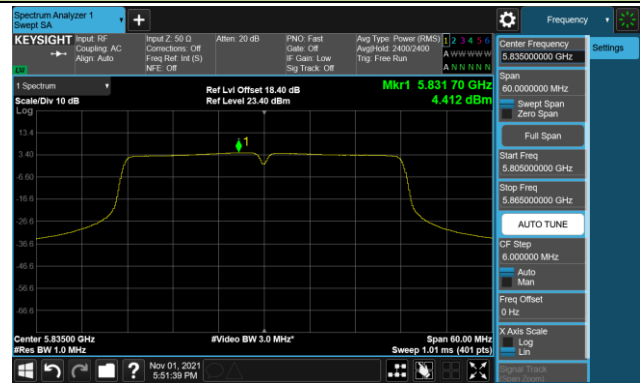 Spectrum Analyzer 1
Swept SA
+
Frequency
KEYSIGHT
Input: RF
Coupling: AC
Align: Auto
Input Z: 50 Ω
Corrections: Off
Freq Ref: Int (S)
NFE: Off
Atten: 20 dB
PNO: Fast
Gate: Off
IF Gain: Low
Sig Track: Off
Avg Type: Power (RMS)
Avg|Hold: 2400/2400
Trig: Free Run
1 2 3 4 5 6
A W W W W W
A N N N N N
LW
1 Spectrum
Scale/Div 10 dB
Log
Ref Lvl Offset 18.40 dB
Ref Level 23.40 dBm
Mkr1 5.831 70 GHz
4.412 dBm
1
13.4
3.40
-6.60
-16.6
-26.6
-36.6
-46.6
-56.6
-66.6
Center 5.83500 GHz
#Res BW 1.0 MHz
#Video BW 3.0 MHz*
Span 60.00 MHz
Sweep 1.01 ms (401 pts)
Center Frequency
5.835000000 GHz
Settings
Span
60.0000000 MHz
Swept Span
Zero Span
Full Span
Start Freq
5.805000000 GHz
Stop Freq
5.865000000 GHz
AUTO TUNE
CF Step
6.000000 MHz
Auto
Man
Freq Offset
0 Hz
X Axis Scale
Log
Lin
Signal Track
(Span Zoom)
?
Nov 01, 2021
5:51:39 PM